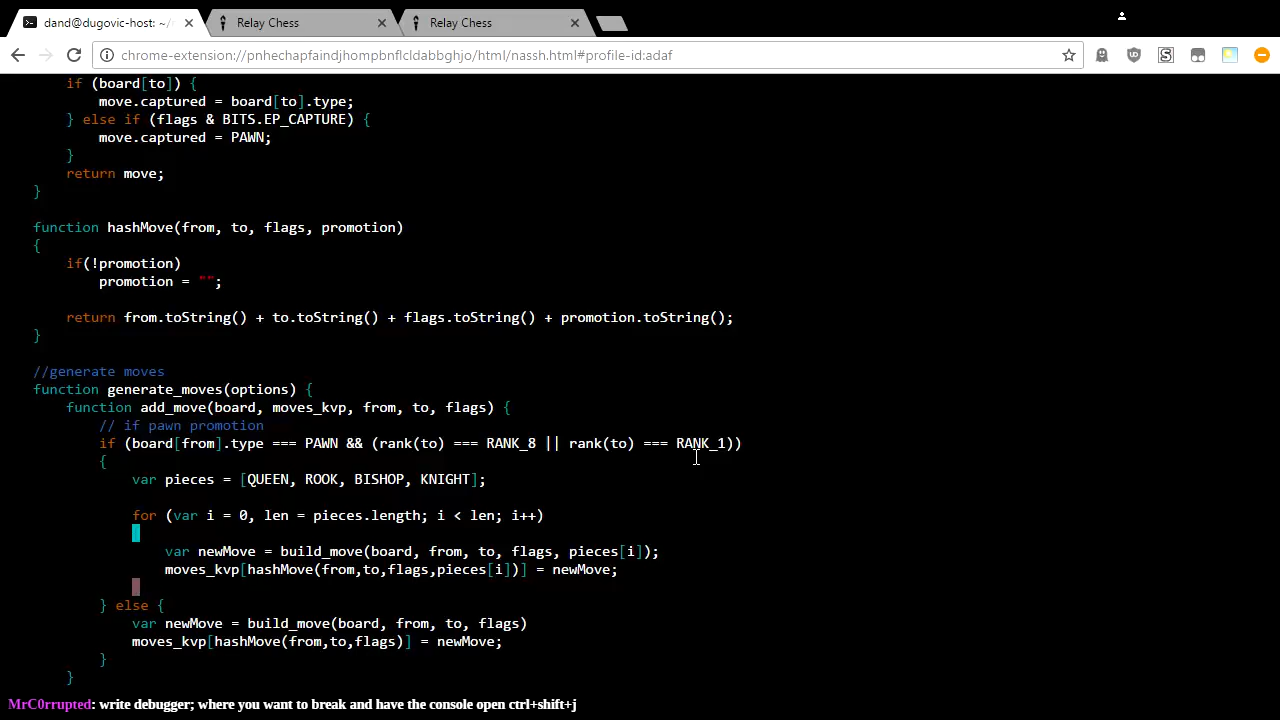 dand@dugovic-host: ~/
Relay Chess
Relay Chess
chrome-extension://pnhechapfaindjhompbnflcldabbghjo/html/nassh.html#profile-id:adaf
if (board[to]) {
move.captured = board[to].type;
} else if (flags & BITS.EP_CAPTURE) {
move.captured = PAWN;
}
return move;
}
function hashMove(from, to, flags, promotion)
{
if(!promotion)
promotion = "";
return from.toString() + to.toString() + flags.toString() + promotion.toString();
}
//generate moves
function generate_moves(options) {
function add_move(board, moves_kvp, from, to, flags) {
// if pawn promotion
if (board[from].type === PAWN && (rank(to) === RANK_8 || rank(to) === RANK_1))
{
var pieces = [QUEEN, ROOK, BISHOP, KNIGHT];
for (var i = 0, len = pieces.length; i < len; i++)
{
var newMove = build_move(board, from, to, flags, pieces[i]);
moves_kvp[hashMove(from,to,flags,pieces[i])] = newMove;
}
} else {
var newMove = build_move(board, from, to, flags)
moves_kvp[hashMove(from,to,flags)] = newMove;
}
}
MrC0rrupted: write debugger; where you want to break and have the console open ctrl+shift+j